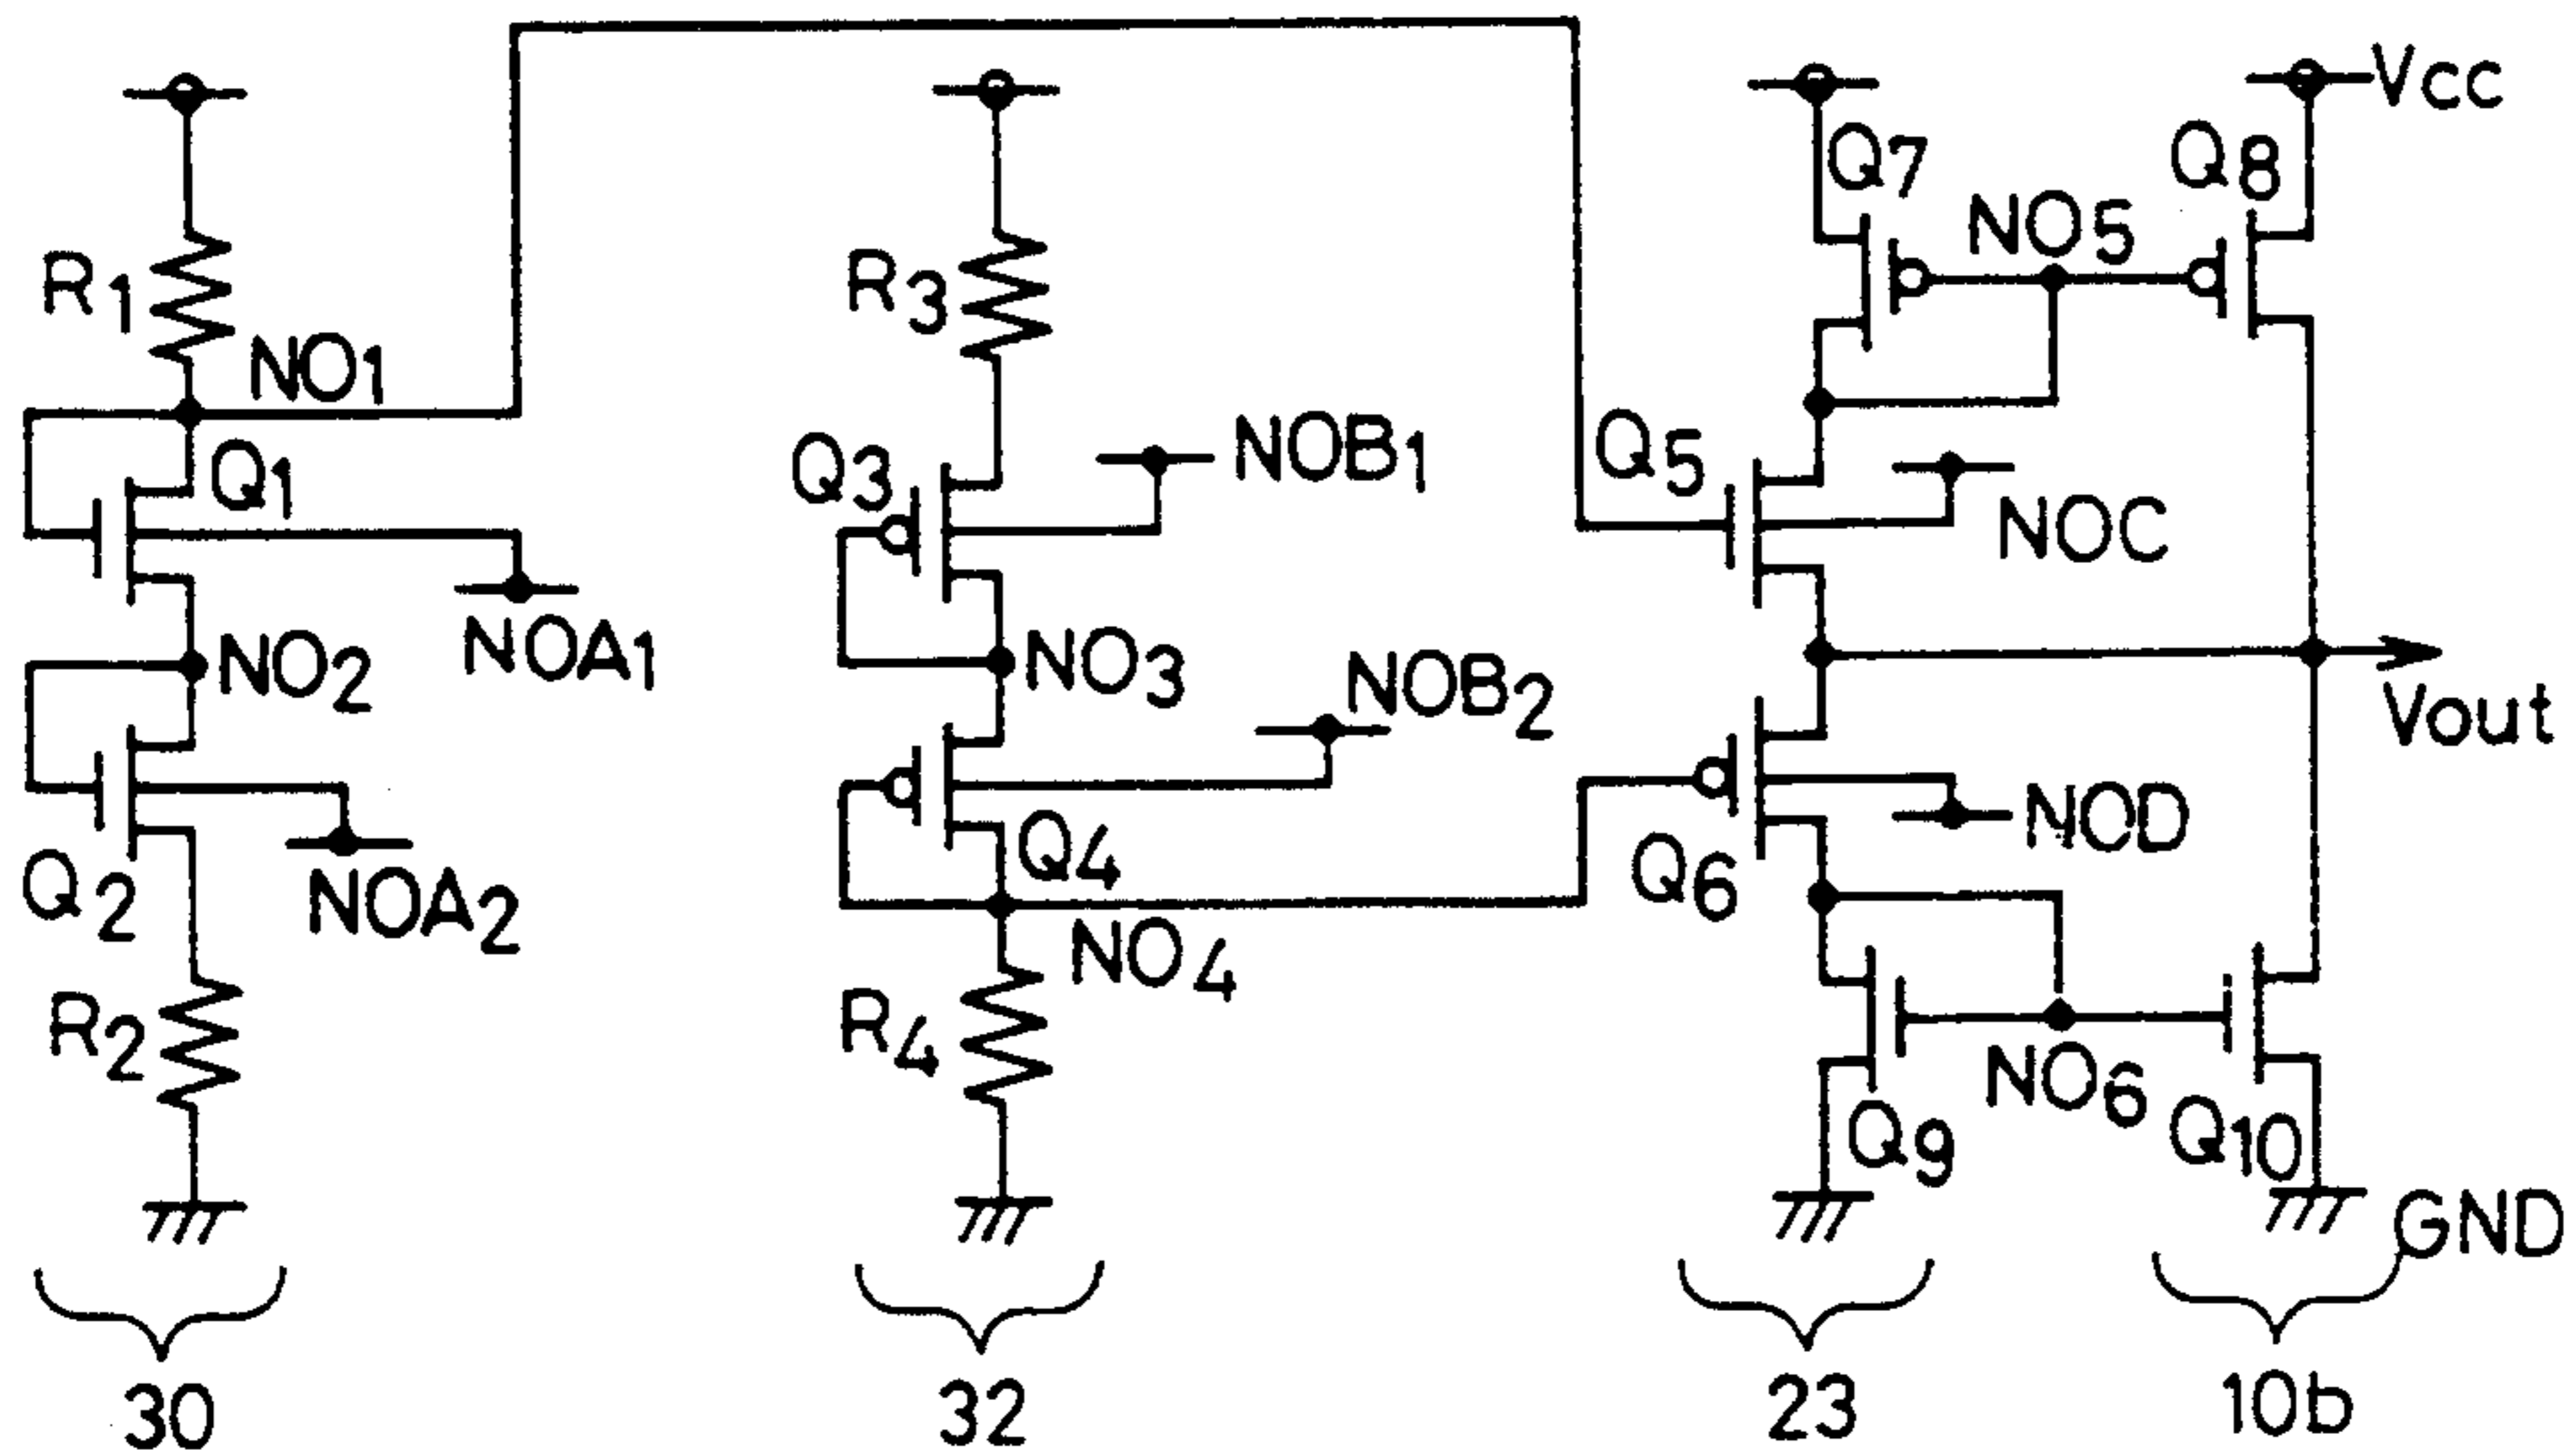 Vcc
Q7
Q8
NO5
R1
R3
NO1
Q1
Q3
NOB1
Q5
NOC
NOA1
NO2
NO3
NOB2
Vout
Q2
NOA2
Q4
NOD
Q6
NO4
R2
R4
NO6
Q9
Q10
GND
30
32
23
10b